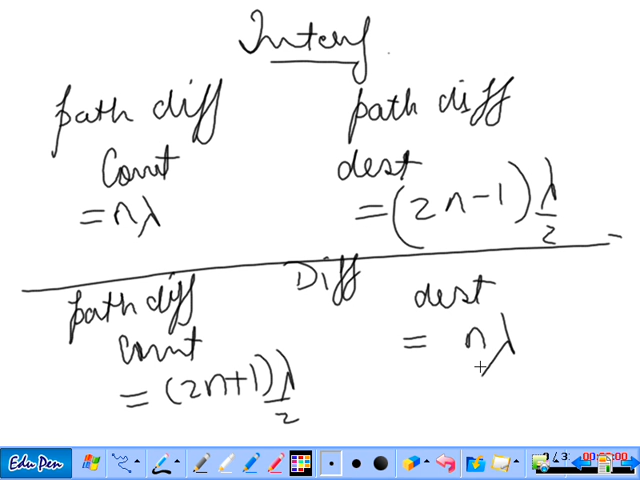 Interf
path diff
path diff
Const
dest
= nλ
= (2n-1) λ/2
Diff
path diff
dest
const
= nλ
= (2n+1) λ/2
Edu Pen